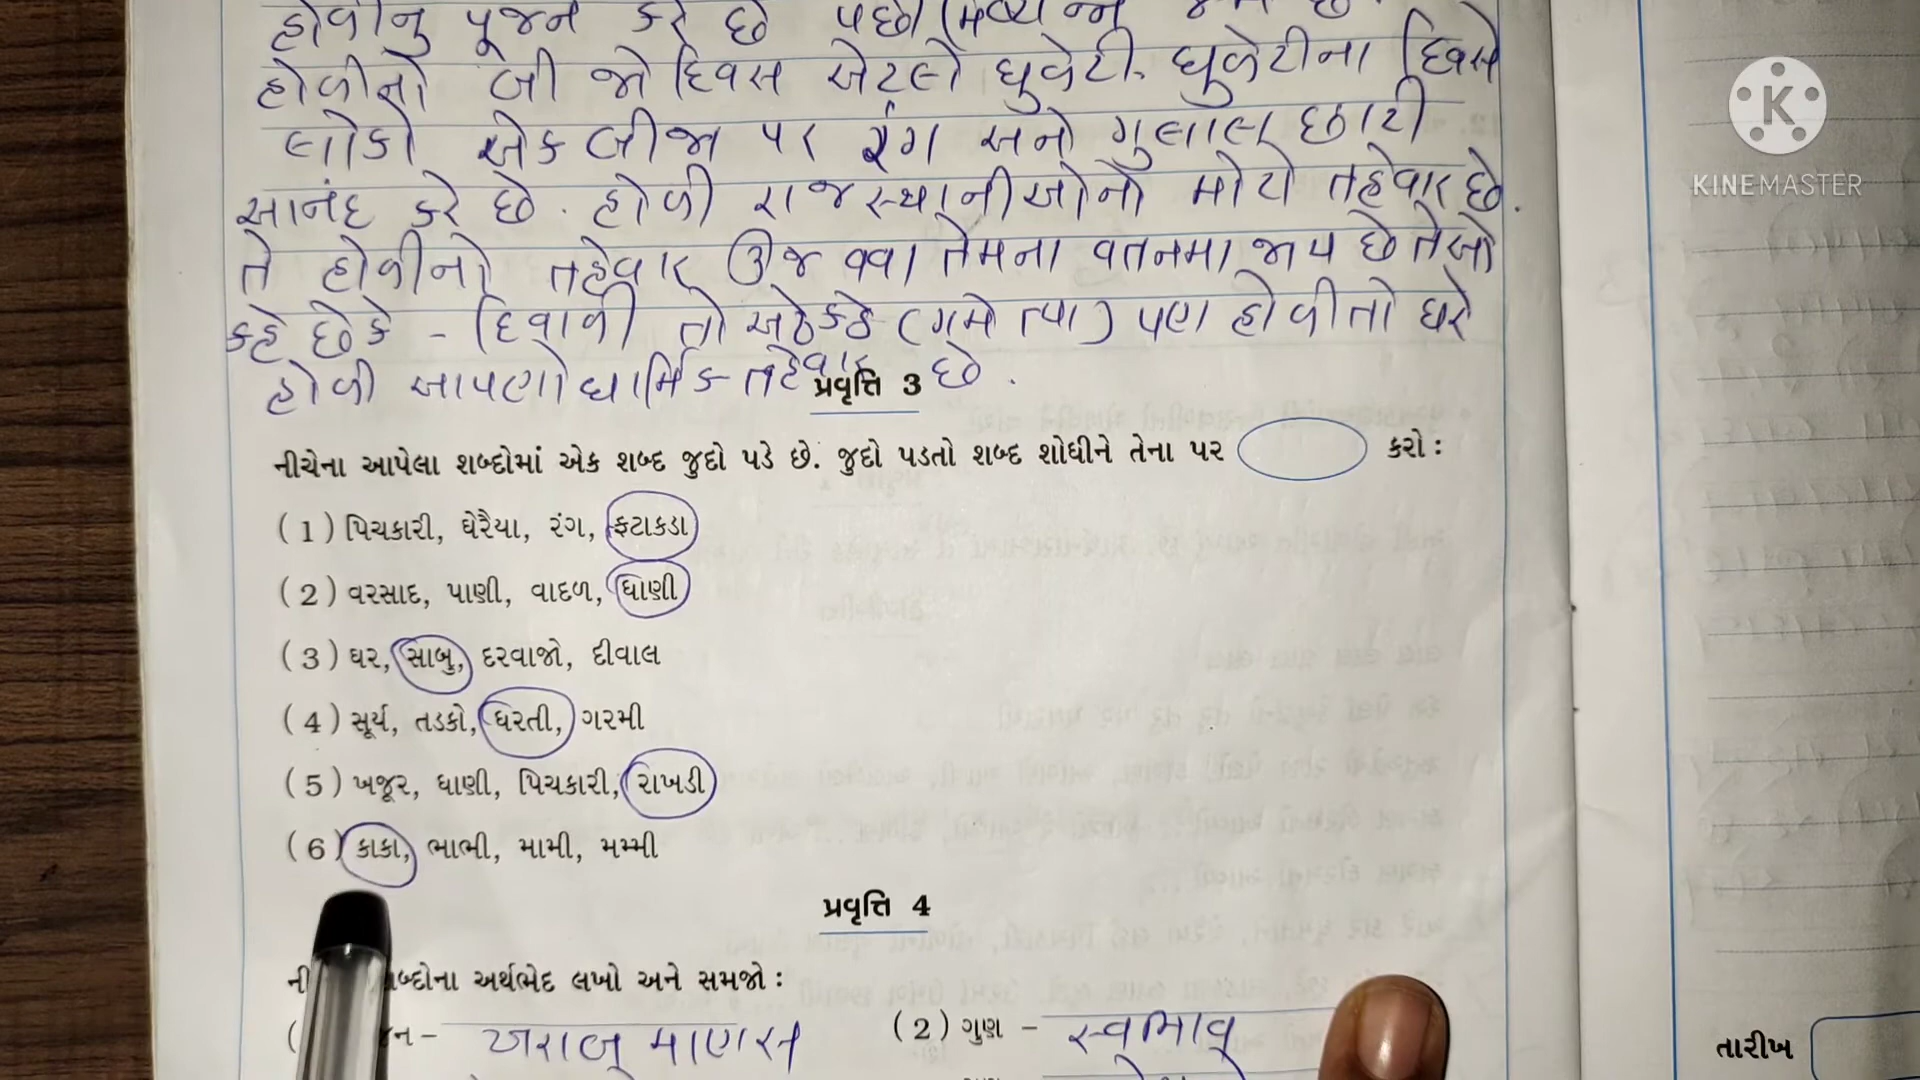 હોળીનુ પૂજન કરે છે પછી
હોળીનો બીજો દિવસ એટલે ધુળેટી. ધુળેટીના દિવસે
લોકો એકબીજા પર રંગ અને ગુલાલ છાંટી
આનંદ કરે છે. હોળી રાજસ્થાનીઓનો મોટો તહેવાર છે.
તે હોળીનો તહેવાર ઊજવવા તેમના વતનમા જાય છે તેઓ
કહે છે કે - દિવાળી તો અઠેકઠે (ગમે ત્યા) પણ હોળી તો ઘરે
હોળી આપણો ધાર્મિક તહેવાર છે.
પ્રવૃત્તિ 3
નીચેના આપેલા શબ્દોમાં એક શબ્દ જુદો પડે છે. જુદો પડતો શબ્દ શોધીને તેના પર કરો :
(1) પિચકારી, ઘેરૈયા, રંગ, ફટાકડા
(2) વરસાદ, પાણી, વાદળ, ધાણી
(3) ઘર, સાબુ, દરવાજો, દીવાલ
(4) સૂર્ય, તડકો, ધરતી, ગરમી
(5) ખજૂર, ધાણી, પિચકારી, રાખડી
(6) કાકા, ભાભી, મામી, મમ્મી
પ્રવૃત્તિ 4
શબ્દોના અર્થભેદ લખો અને સમજો :
ખરાબ માણસ (2) ગુણ - સ્વભાવ
તારીખ
KINEMASTER